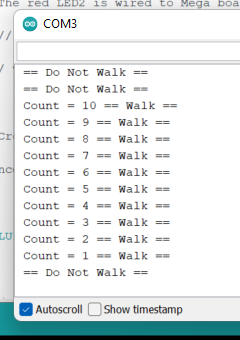 The red LED2 is wired to Mega boa
//
COM3
== Do Not Walk ==
== Do Not Walk ==
Count = 10 == Walk ==
Count = 9 == Walk ==
Count = 8 == Walk ==
Count = 7 == Walk ==
Count = 6 == Walk ==
Count = 5 == Walk ==
Count = 4 == Walk ==
Count = 3 == Walk ==
Count = 2 == Walk ==
Count = 1 == Walk ==
== Do Not Walk ==
Autoscroll Show timestamp